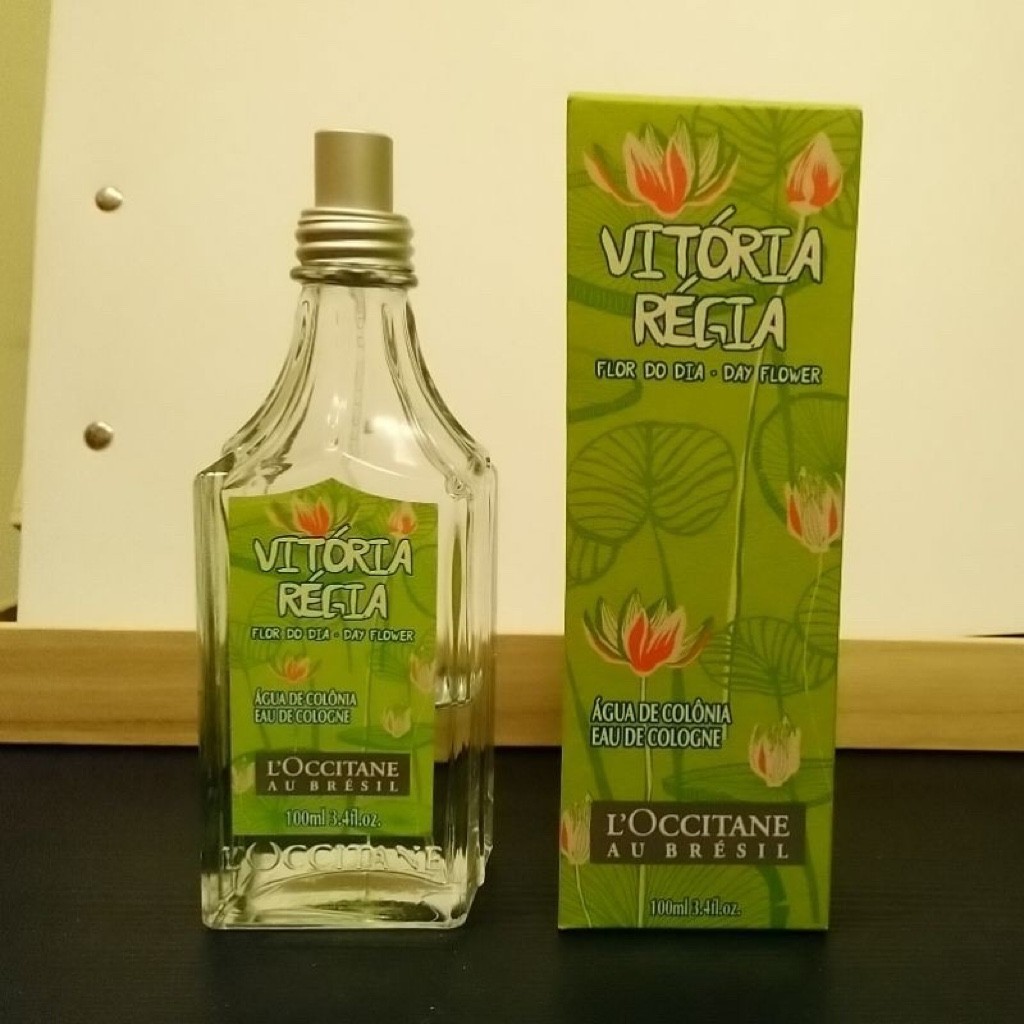 VITÓRIA
RÉGIA
FLOR DO DIA · DAY FLOWER
ÁGUA DE COLÔNIA
EAU DE COLOGNE
L'OCCITANE
AU BRÉSIL
100ml 3.4fl.oz.
L'OCCITANE
VITÓRIA
RÉGIA
FLOR DO DIA · DAY FLOWER
ÁGUA DE COLÔNIA
EAU DE COLOGNE
L'OCCITANE
AU BRÉSIL
100ml 3.4fl.oz.